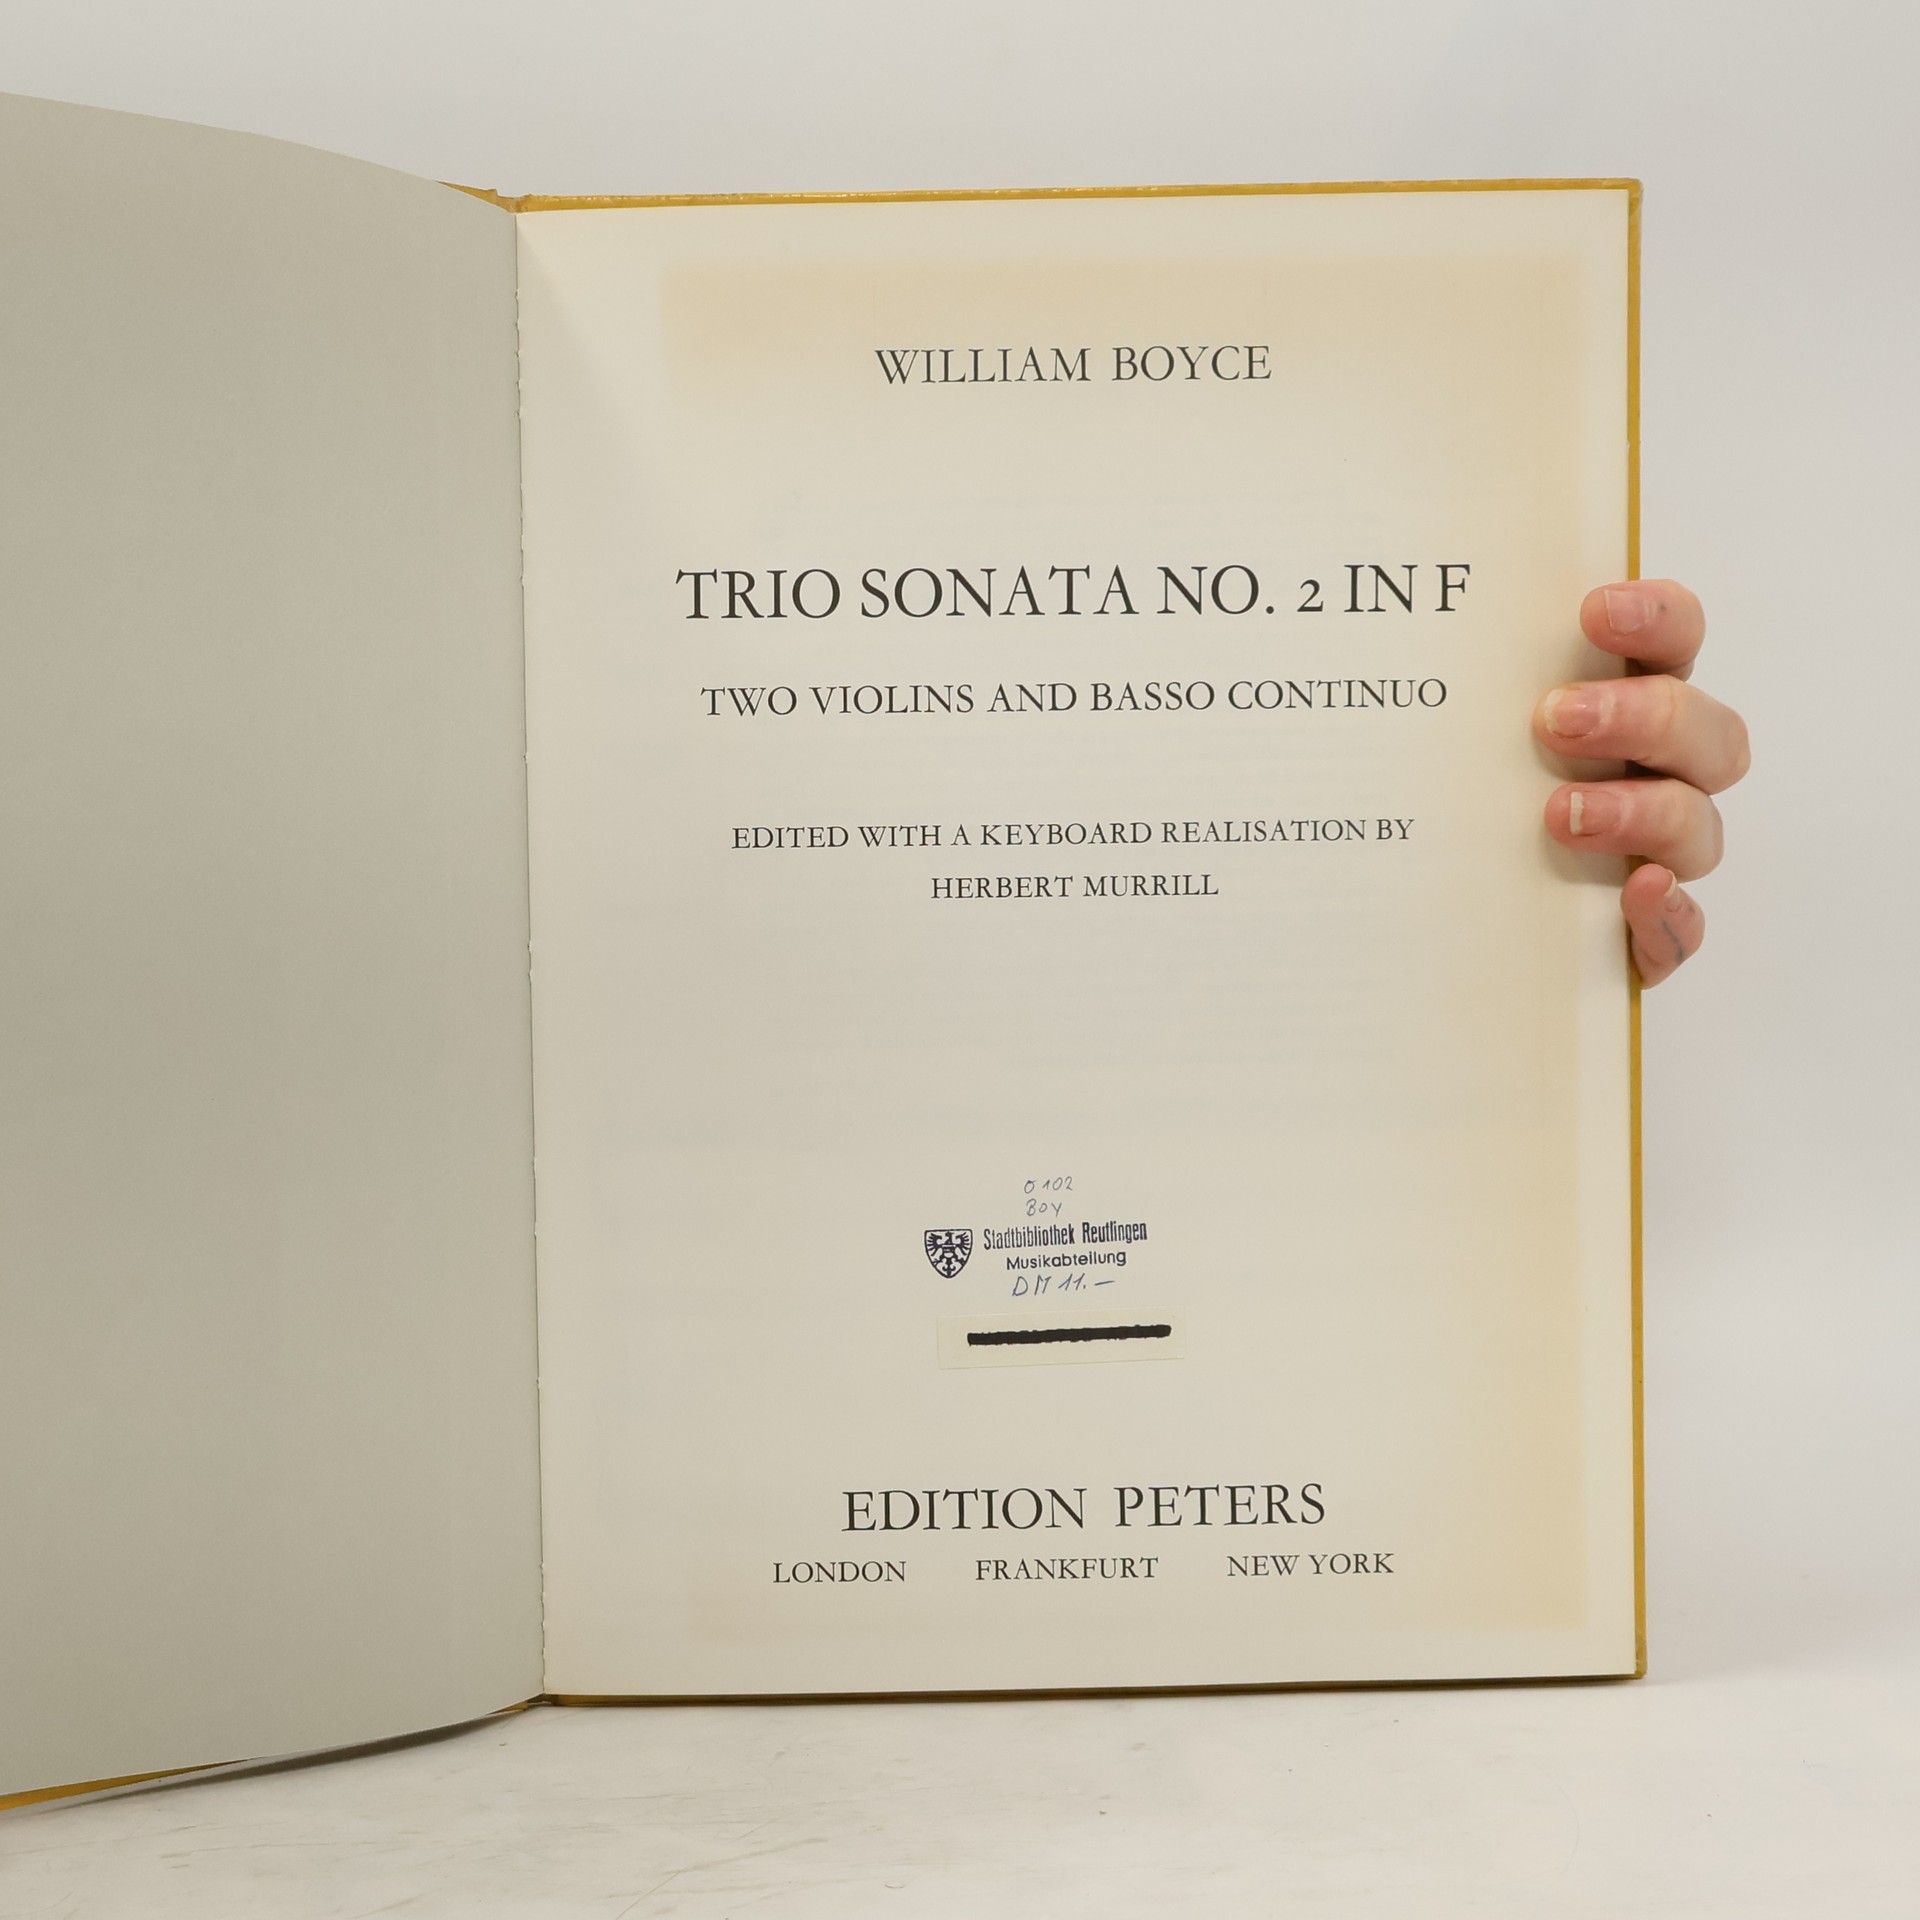 WILLIAM BOYCE
TRIO SONATA NO. 2 IN F
TWO VIOLINS AND BASSO CONTINUO
EDITED WITH A KEYBOARD REALISATION BY
HERBERT MURRILL
O 102
BOY
Stadtbibliothek Reutlingen
Musikabteilung
DM 11.—
EDITION PETERS
LONDON FRANKFURT NEW YORK